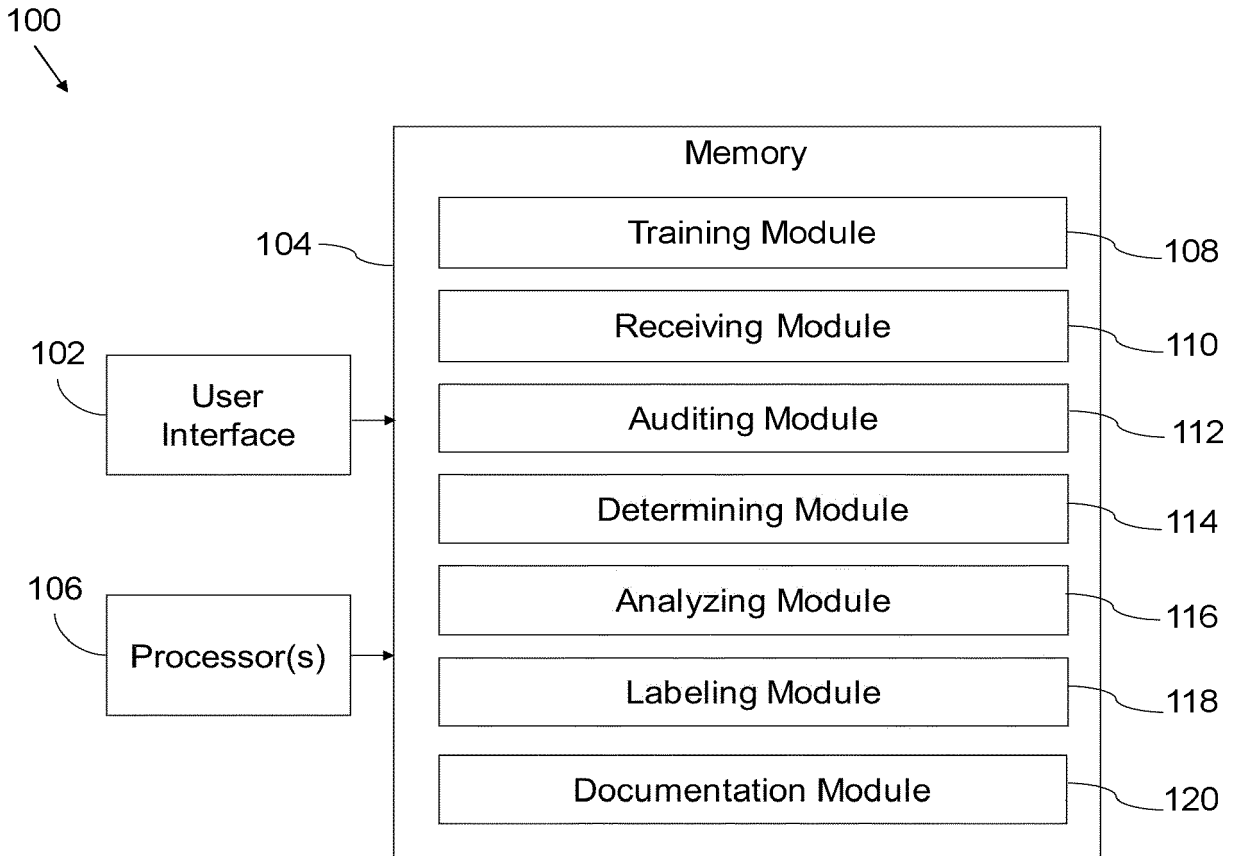 100
Memory
104
Training Module
108
Receiving Module
110
102
User
Interface
Auditing Module
112
Determining Module
114
106
Processor(s)
Analyzing Module
116
Labeling Module
118
Documentation Module
120